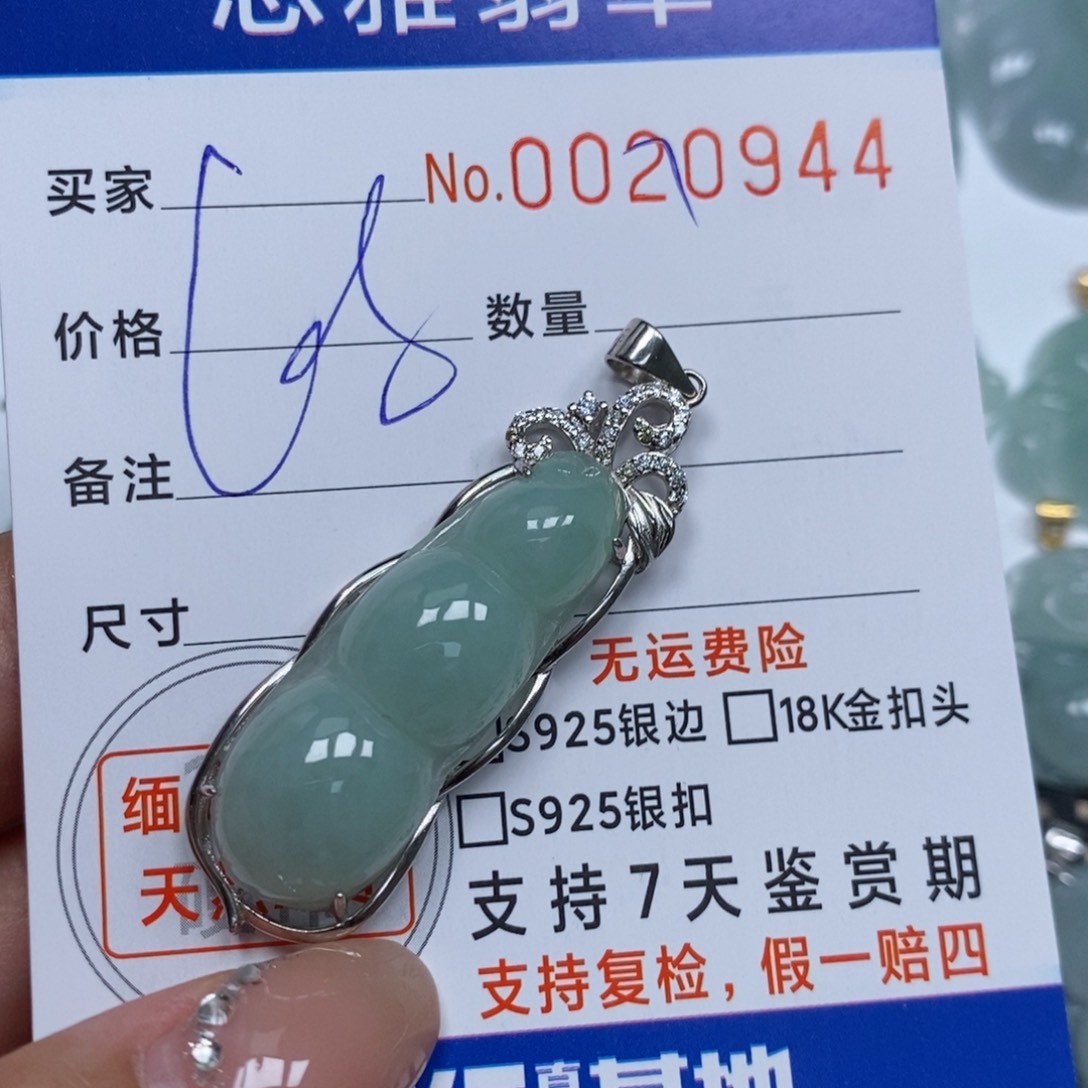 买家 No.0020944
价格 数量
备注
尺寸
无运费险
S925银边 18K金扣头
缅
S925银扣
天
支持7天鉴赏期
支持复检，假一赔四